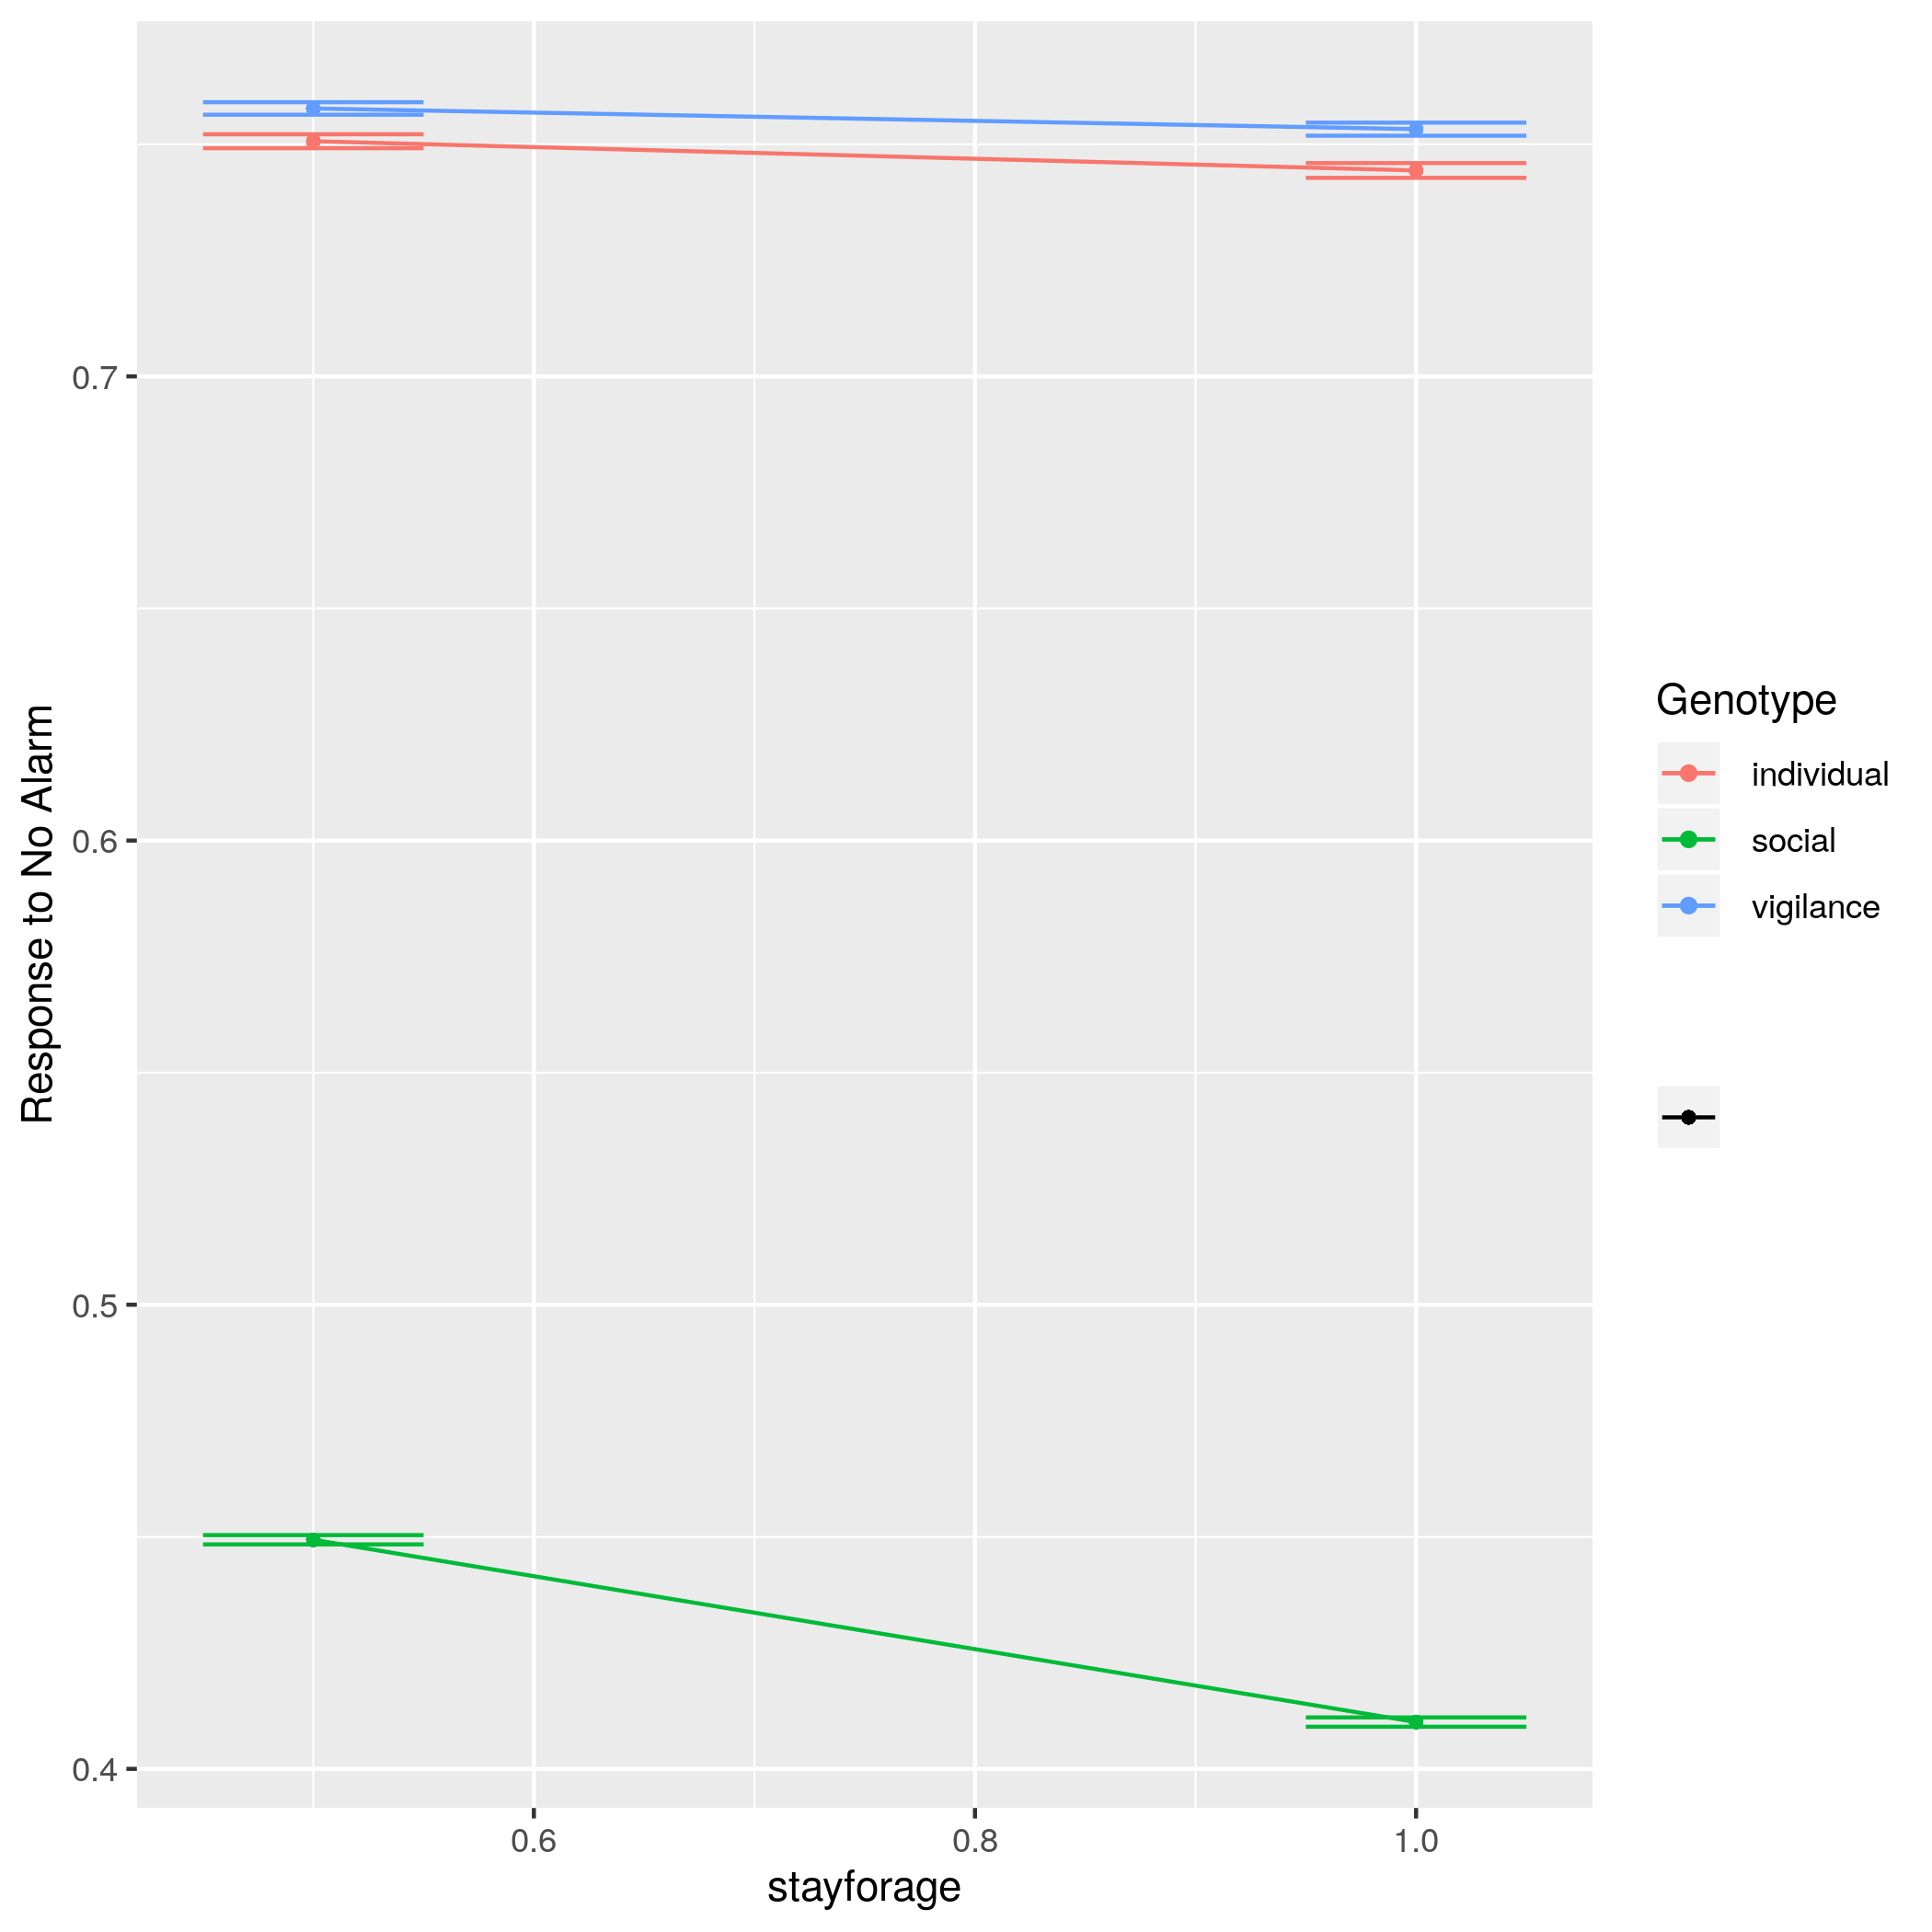 Response to No Alarm
0.7
0.6
0.5
0.4
0.6 0.8 1.0
stayforage
Genotype
individual
social
vigilance